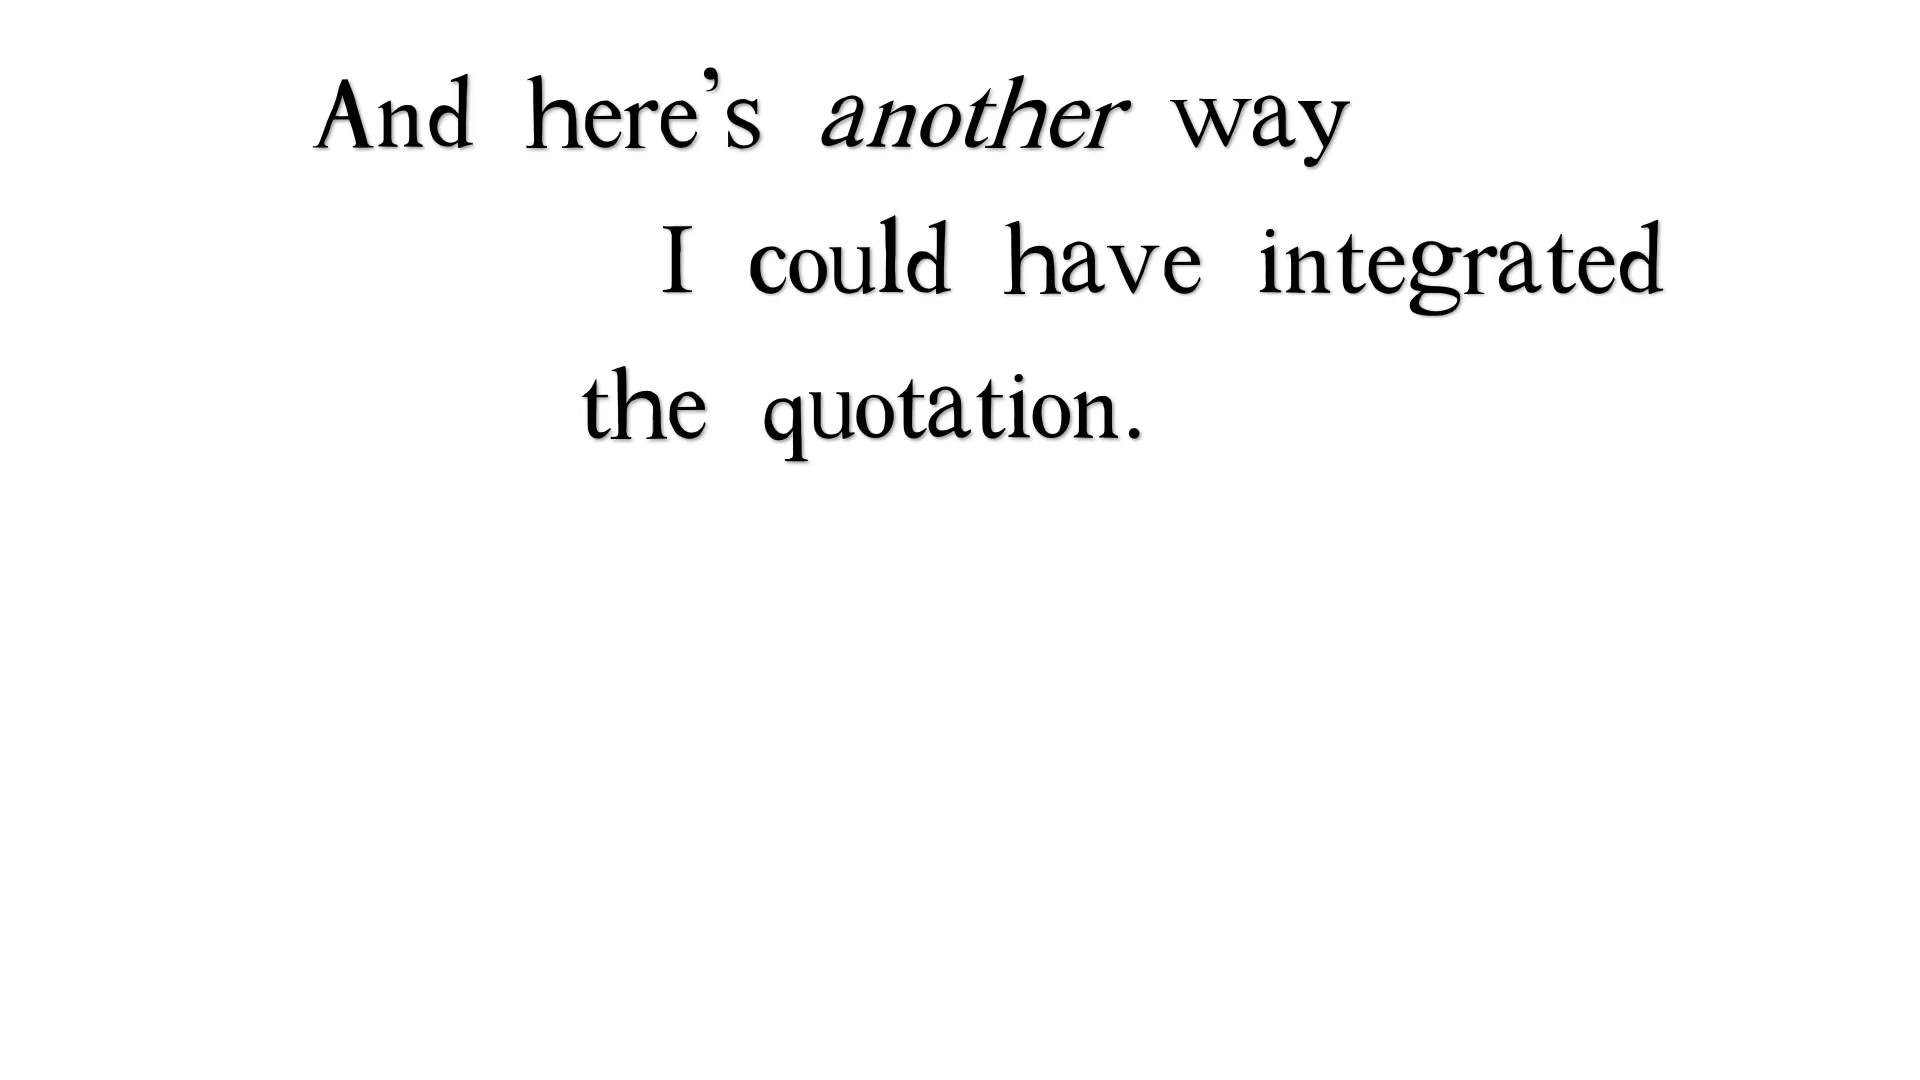 And here’s another way
I could have integrated
the quotation.